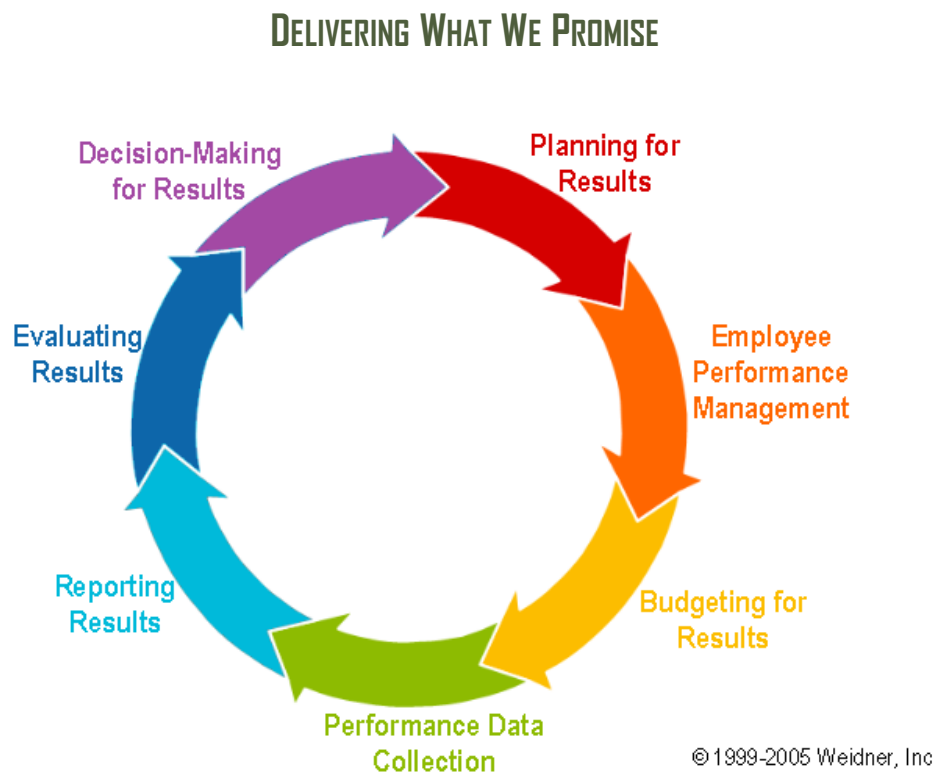 DELIVERING WHAT WE PROMISE
Decision-Making
for Results
Planning for
Results
Evaluating
Results
Employee
Performance
Management
Reporting
Results
Budgeting for
Results
Performance Data
Collection
©1999-2005 Weidner, Inc